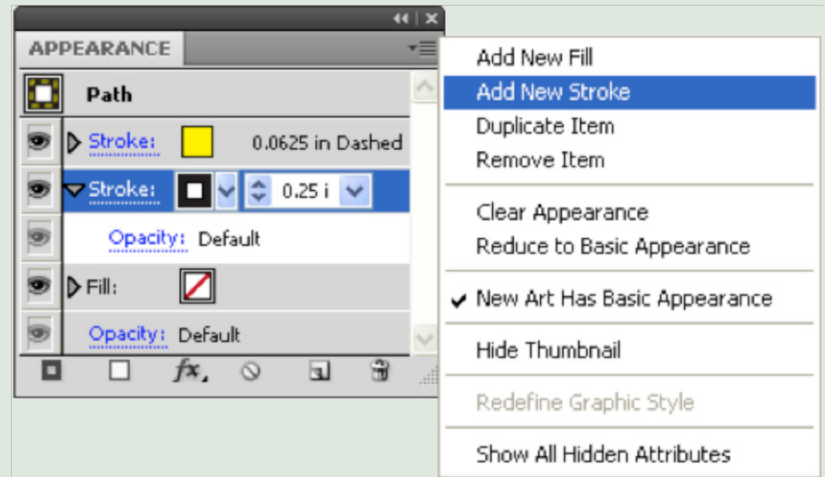 APPEARANCE
Path
Stroke: 0.0625 in Dashed
Stroke: 0.25 i
Opacity: Default
Fill:
Opacity: Default
fx
Add New Fill
Add New Stroke
Duplicate Item
Remove Item
Clear Appearance
Reduce to Basic Appearance
New Art Has Basic Appearance
Hide Thumbnail
Redefine Graphic Style
Show All Hidden Attributes